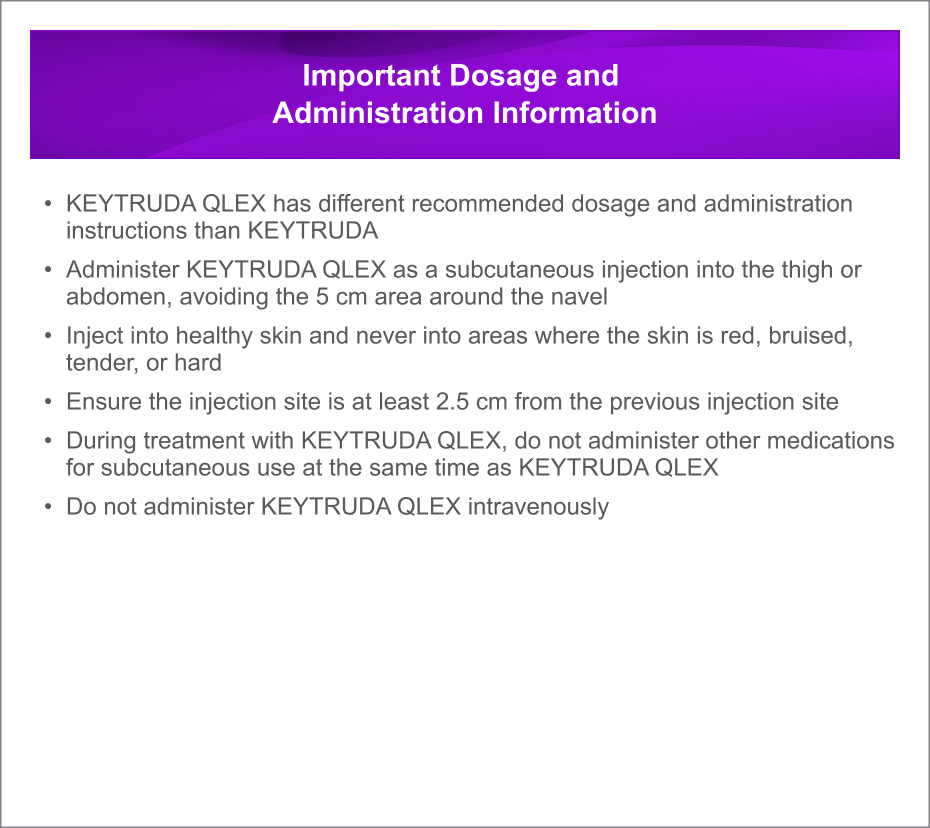 Important Dosage and
Administration Information
• KEYTRUDA QLEX has different recommended dosage and administration
instructions than KEYTRUDA
• Administer KEYTRUDA QLEX as a subcutaneous injection into the thigh or
abdomen, avoiding the 5 cm area around the navel
• Inject into healthy skin and never into areas where the skin is red, bruised,
tender, or hard
• Ensure the injection site is at least 2.5 cm from the previous injection site
• During treatment with KEYTRUDA QLEX, do not administer other medications
for subcutaneous use at the same time as KEYTRUDA QLEX
• Do not administer KEYTRUDA QLEX intravenously